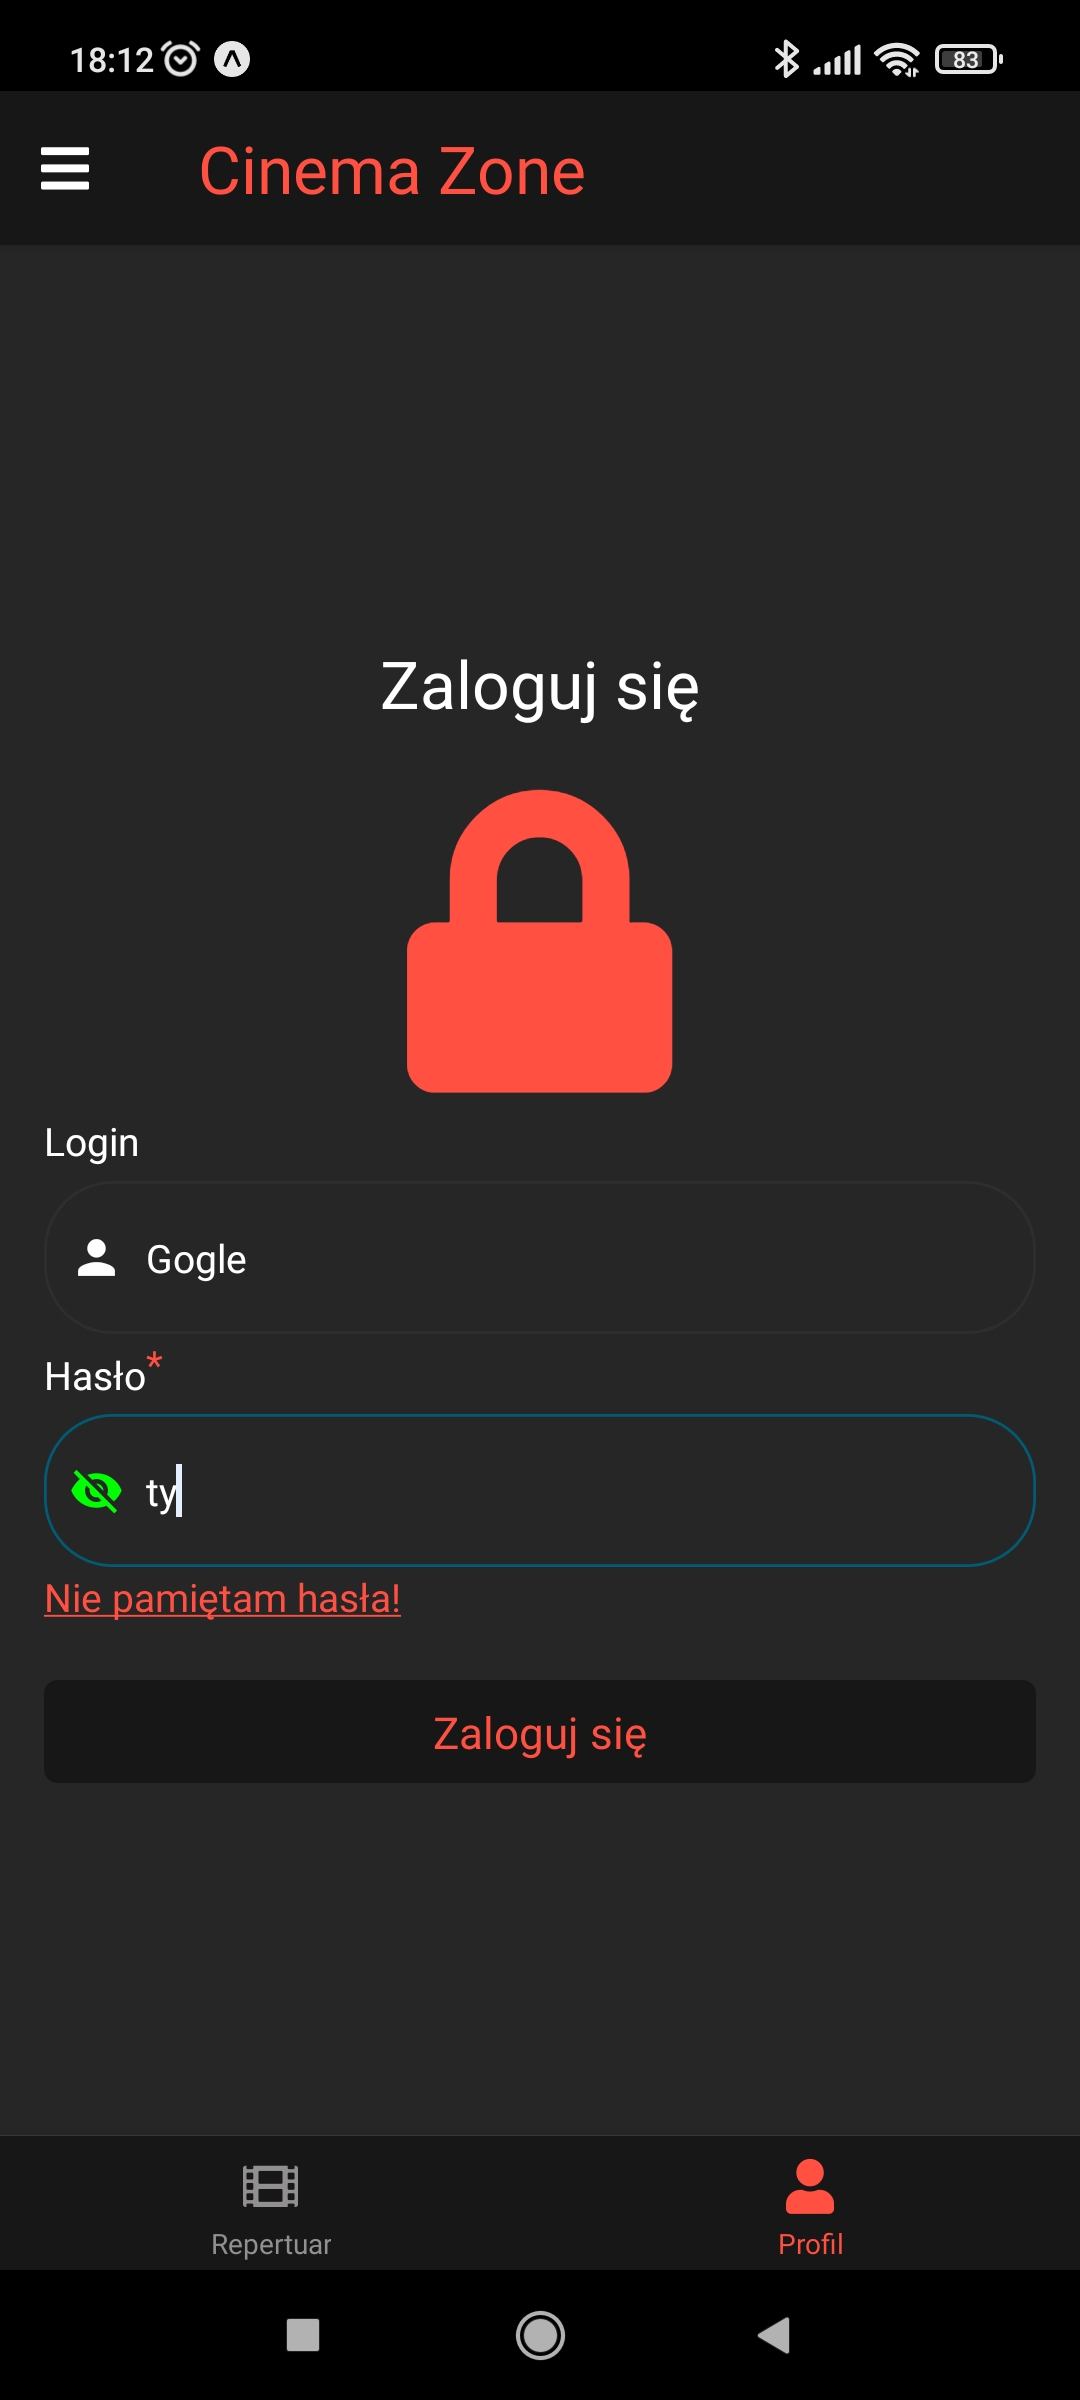 18:12
83
Cinema Zone
Zaloguj się
Login
Gogle
Hasło*
ty
Nie pamiętam hasła!
Zaloguj się
Repertuar
Profil